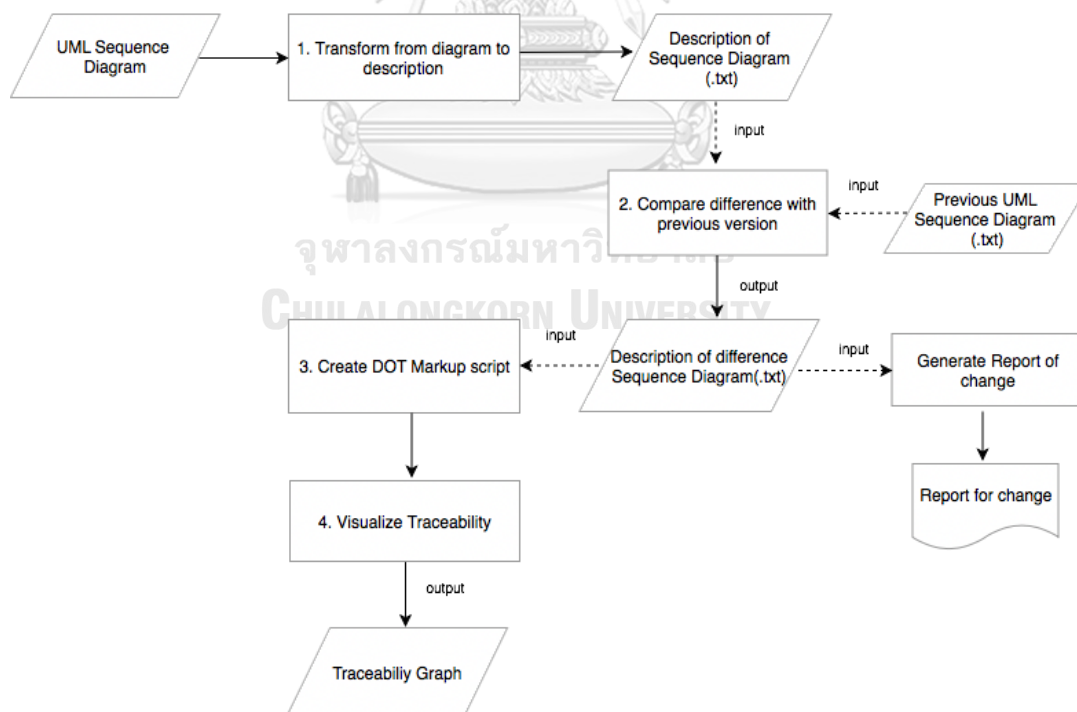 UML Sequence
Diagram
1. Transform from diagram to
description
Description of
Sequence Diagram
(.txt)
input
2. Compare difference with
previous version
input
Previous UML
Sequence Diagram
(.txt)
จุฬาลงกรณ์มหาวิทยาลัย
CHULALONGKORN UNIVERSITY
output
3. Create DOT Markup script
input
Description of difference
Sequence Diagram(.txt)
input
Generate Report of
change
4. Visualize Traceability
Report for change
output
Traceabiliy Graph